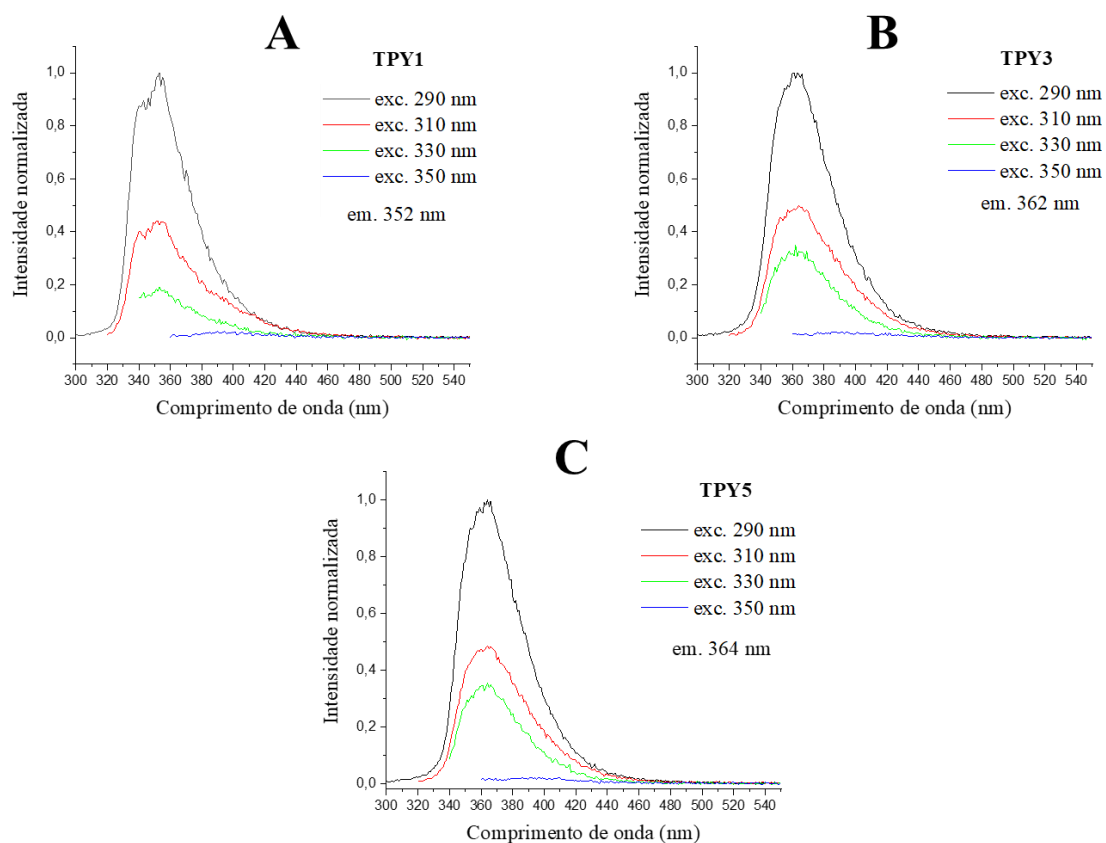 A
TPY1
exc. 290 nm
exc. 310 nm
exc. 330 nm
exc. 350 nm
em. 352 nm
Intensidade normalizada
1,0
0,8
0,6
0,4
0,2
0,0
300 320 340 360 380 400 420 440 460 480 500 520 540
Comprimento de onda (nm)
B
TPY3
exc. 290 nm
exc. 310 nm
exc. 330 nm
exc. 350 nm
em. 362 nm
Intensidade normalizada
1,0
0,8
0,6
0,4
0,2
0,0
300 320 340 360 380 400 420 440 460 480 500 520 540
Comprimento de onda (nm)
C
TPY5
exc. 290 nm
exc. 310 nm
exc. 330 nm
exc. 350 nm
em. 364 nm
Intensidade normalizada
1,0
0,8
0,6
0,4
0,2
0,0
300 320 340 360 380 400 420 440 460 480 500 520 540
Comprimento de onda (nm)